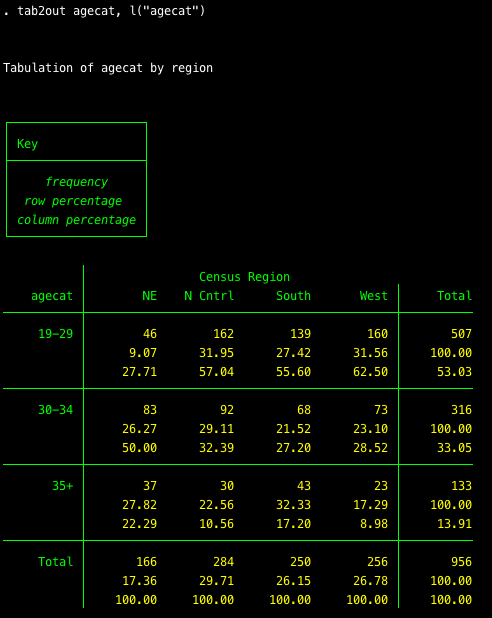 . tab2out agecat, l("agecat")
Tabulation of agecat by region
Key
frequency
row percentage
column percentage
Census Region
agecat NE N Cntrl South West Total
19-29 46 162 139 160 507
9.07 31.95 27.42 31.56 100.00
27.71 57.04 55.60 62.50 53.03
30-34 83 92 68 73 316
26.27 29.11 21.52 23.10 100.00
50.00 32.39 27.20 28.52 33.05
35+ 37 30 43 23 133
27.82 22.56 32.33 17.29 100.00
22.29 10.56 17.20 8.98 13.91
Total 166 284 250 256 956
17.36 29.71 26.15 26.78 100.00
100.00 100.00 100.00 100.00 100.00